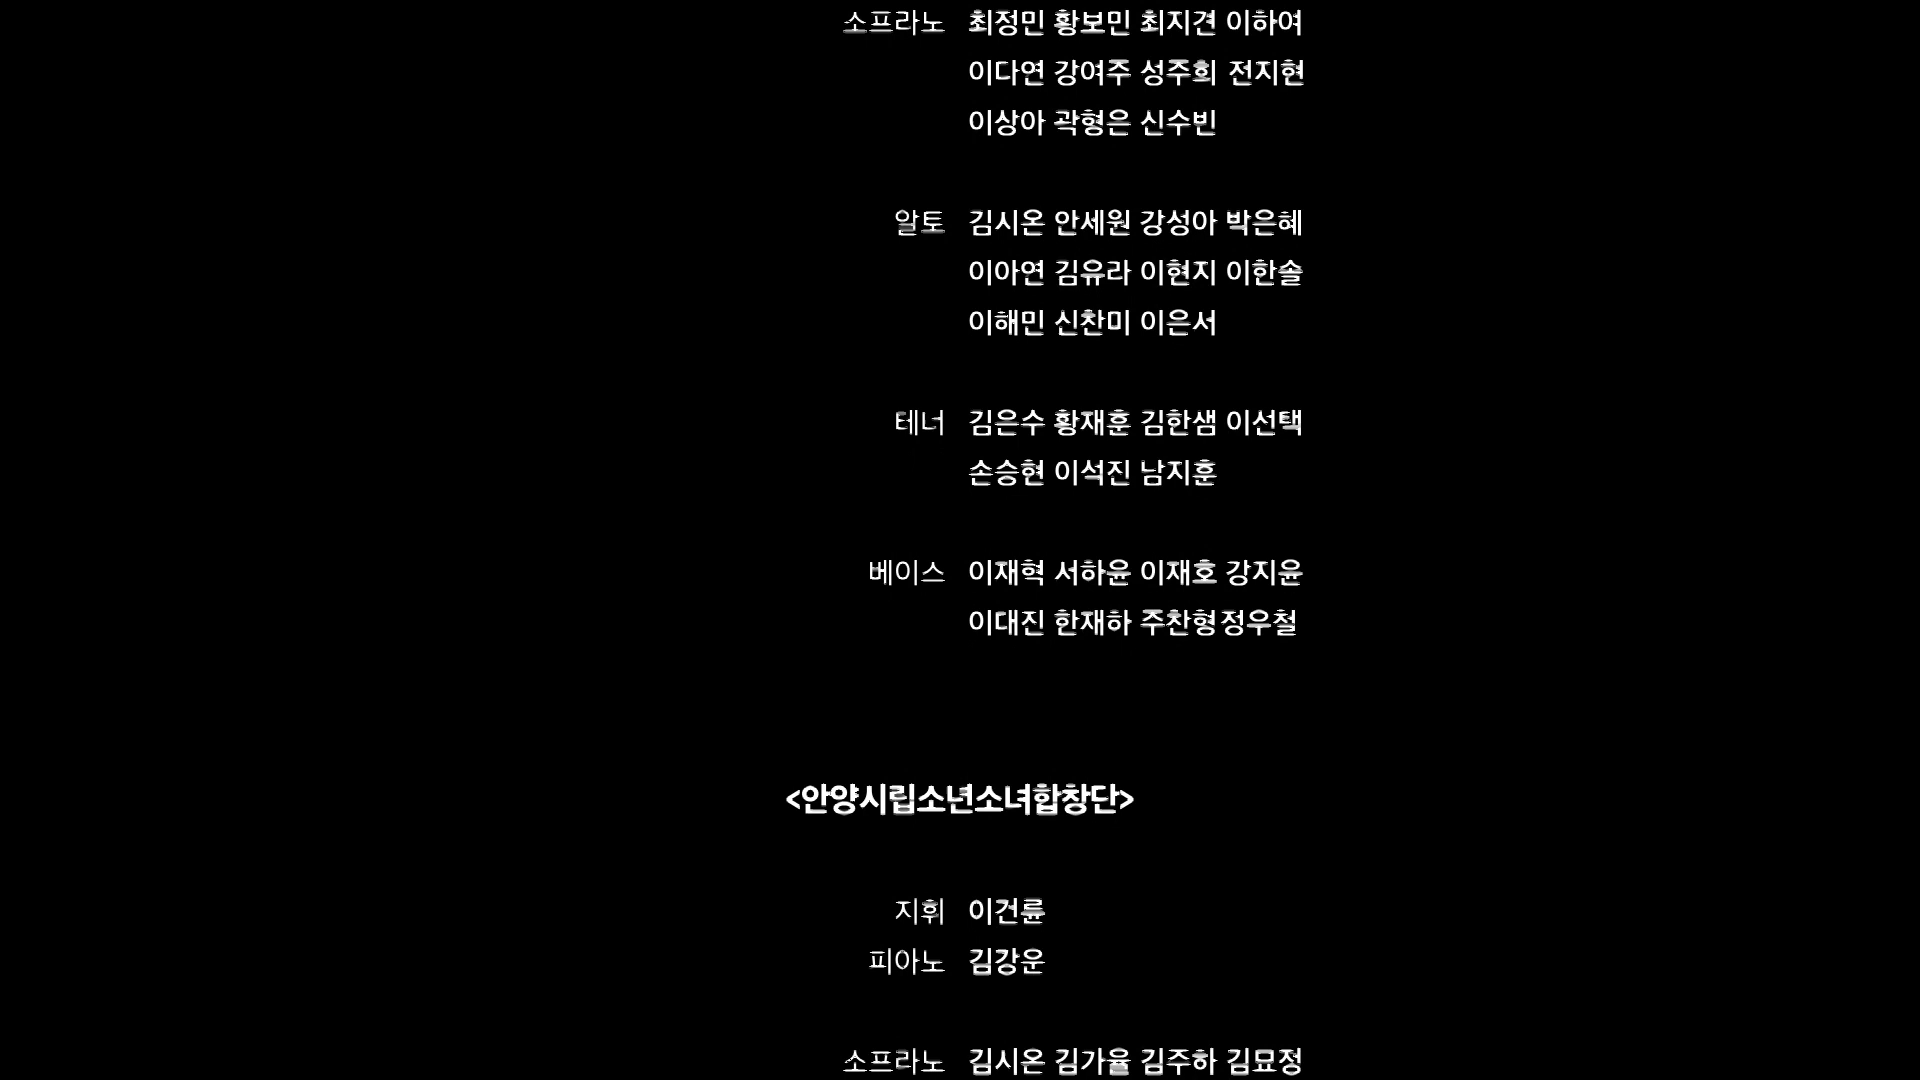 소프라노 최정민 황보민 최지견 이하여
이다연 강여주 성주희 전지현
이상아 곽형은 신수빈
알토 김시온 안세원 강성아 박은혜
이아연 김유라 이현지 이한솔
이해민 신찬미 이은서
테너 김은수 황재훈 김한샘 이선택
손승현 이석진 남지훈
베이스 이재혁 서하윤 이재호 강지윤
이대진 한재하 주찬형정우철
<안양시립소년소녀합창단>
지휘 이건륜
피아노 김강운
소프라노 김시온 김가율 김주하 김묘정